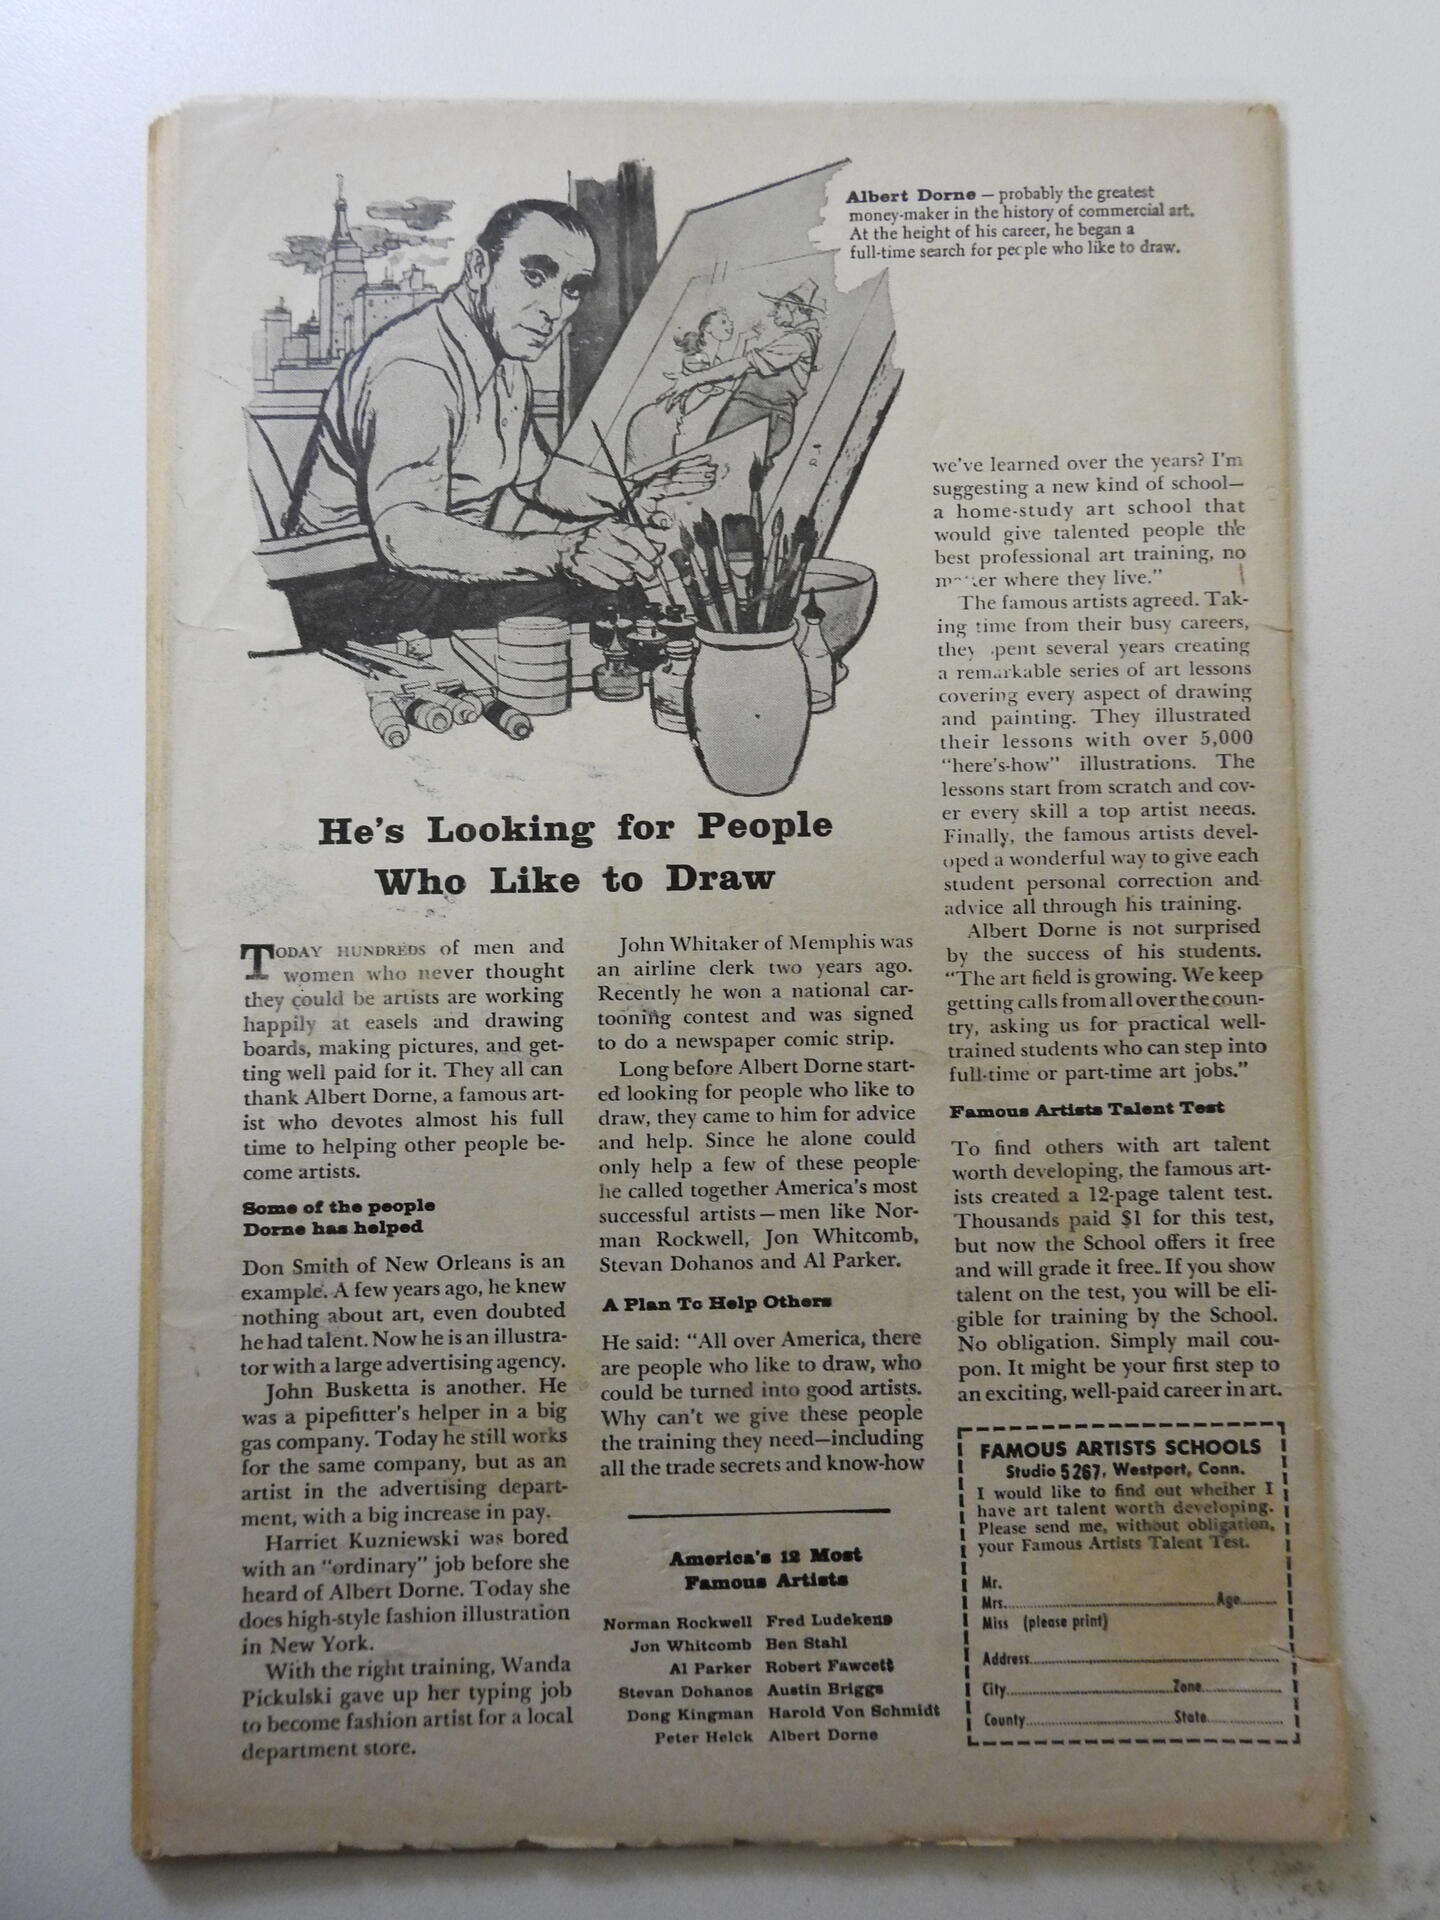 Albert Dorne — probably the greatest
money-maker in the history of commercial art.
At the height of his career, he began a
full-time search for people who like to draw.
He's Looking for People
Who Like to Draw
TODAY HUNDREDS of men and
women who never thought
they could be artists are working
happily at easels and drawing
boards, making pictures, and get-
ting well paid for it. They all can
thank Albert Dorne, a famous art-
ist who devotes almost his full
time to helping other people be-
come artists.
Some of the people
Dorne has helped
Don Smith of New Orleans is an
example. A few years ago, he knew
nothing about art, even doubted
he had talent. Now he is an illustra-
tor with a large advertising agency.
John Busketta is another. He
was a pipefitter's helper in a big
gas company. Today he still works
for the same company, but as an
artist in the advertising depart-
ment, with a big increase in pay.
Harriet Kuzniewski was bored
with an "ordinary" job before she
heard of Albert Dorne. Today she
does high-style fashion illustration
in New York.
With the right training, Wanda
Pickulski gave up her typing job
to become fashion artist for a local
department store.
John Whitaker of Memphis was
an airline clerk two years ago.
Recently he won a national car-
tooning contest and was signed
to do a newspaper comic strip.
Long before Albert Dorne start-
ed looking for people who like to
draw, they came to him for advice
and help. Since he alone could
only help a few of these people
he called together America's most
successful artists — men like Nor-
man Rockwell, Jon Whitcomb,
Stevan Dohanos and Al Parker.
A Plan To Help Others
He said: "All over America, there
are people who like to draw, who
could be turned into good artists.
Why can't we give these people
the training they need—including
all the trade secrets and know-how
America's 12 Most
Famous Artists
Norman Rockwell Fred Ludekens
Jon Whitcomb Ben Stahl
Al Parker Robert Fawcett
Stevan Dohanos Austin Briggs
Dong Kingman Harold Von Schmidt
Peter Helck Albert Dorne
we've learned over the years? I'm
suggesting a new kind of school—
a home-study art school that
would give talented people the
best professional art training, no
matter where they live."
The famous artists agreed. Tak-
ing time from their busy careers,
they spent several years creating
a remarkable series of art lessons
covering every aspect of drawing
and painting. They illustrated
their lessons with over 5,000
"here's-how" illustrations. The
lessons start from scratch and cov-
er every skill a top artist needs.
Finally, the famous artists devel-
oped a wonderful way to give each
student personal correction and
advice all through his training.
Albert Dorne is not surprised
by the success of his students.
"The art field is growing. We keep
getting calls from all over the coun-
try, asking us for practical well-
trained students who can step into
full-time or part-time art jobs."
Famous Artists Talent Test
To find others with art talent
worth developing, the famous art-
ists created a 12-page talent test.
Thousands paid $1 for this test,
but now the School offers it free
and will grade it free. If you show
talent on the test, you will be eli-
gible for training by the School.
No obligation. Simply mail cou-
pon. It might be your first step to
an exciting, well-paid career in art.
FAMOUS ARTISTS SCHOOLS
Studio 5267, Westport, Conn.
I would like to find out whether I
have art talent worth developing.
Please send me, without obligation,
your Famous Artists Talent Test.
Mr.
Mrs. Age
Miss (please print)
Address
City Zone
County State